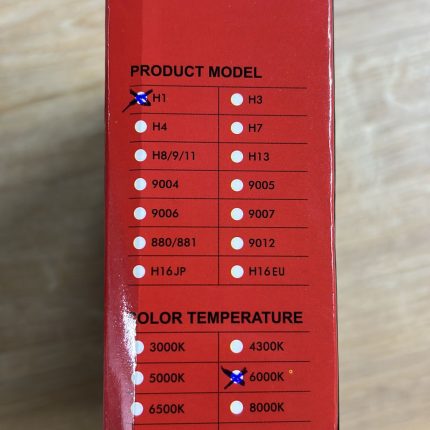 PRODUCT MODEL
H1 H3
H4 H7
H8/9/11 H13
9004 9005
9006 9007
880/881 9012
H16JP H16EU
COLOR TEMPERATURE
3000K 4300K
5000K 6000K
6500K 8000K